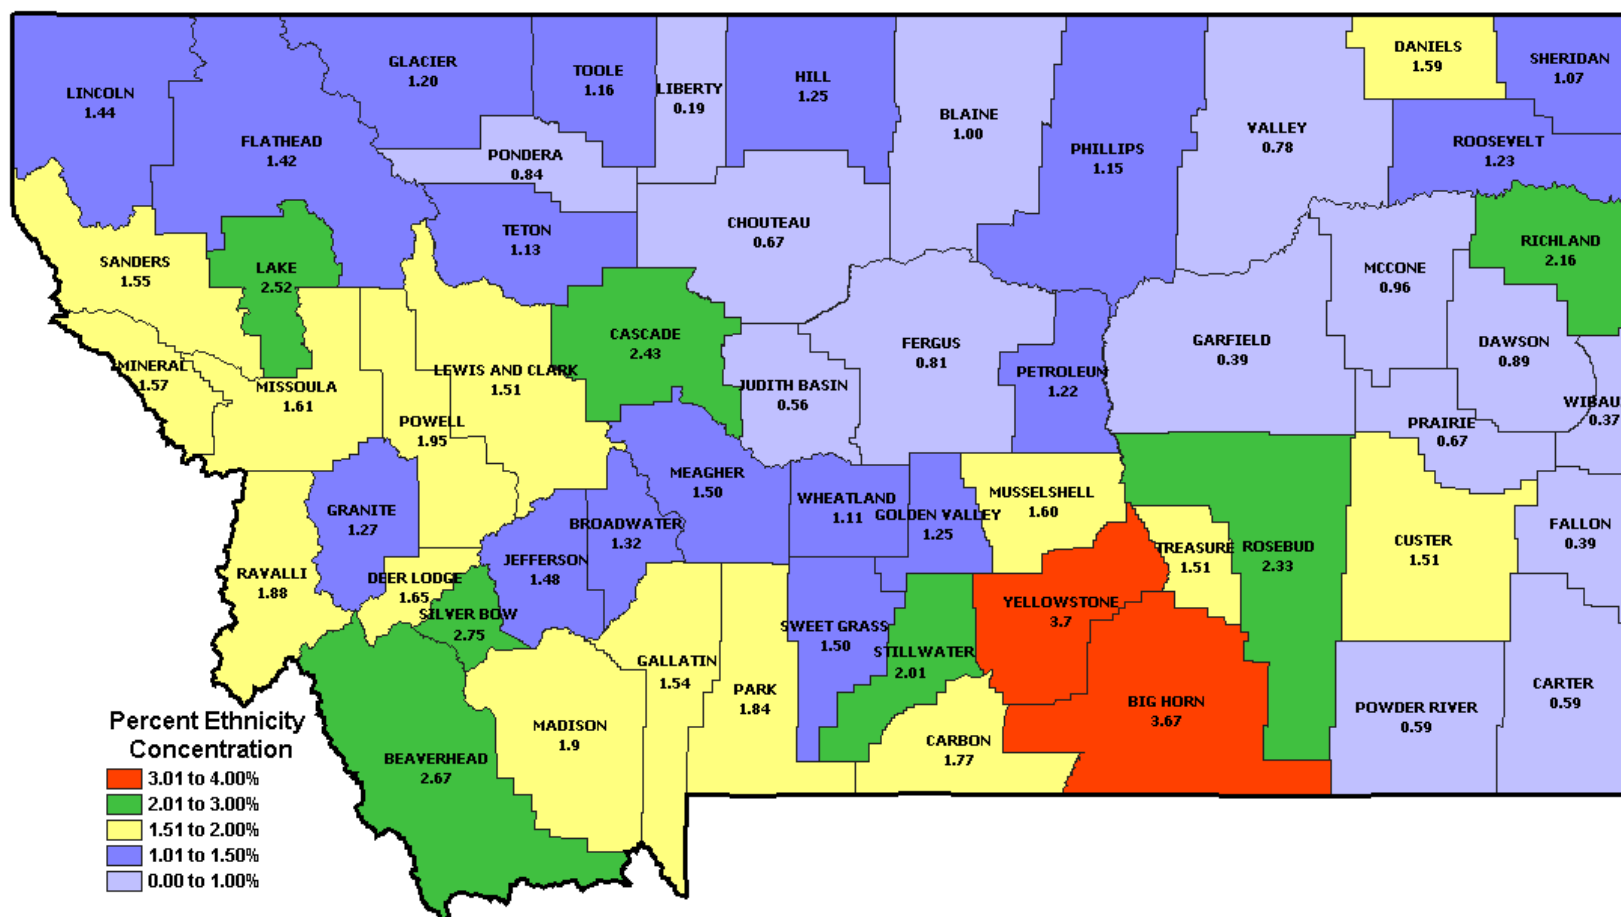 LINCOLN
1.44
GLACIER
1.20
TOOLE
1.16
LIBERTY
0.19
HILL
1.25
BLAINE
1.00
PHILLIPS
1.15
VALLEY
0.78
DANIELS
1.59
SHERIDAN
1.07
FLATHEAD
1.42
PONDERA
0.84
ROOSEVELT
1.23
TETON
1.13
CHOUTEAU
0.67
SANDERS
1.55
LAKE
2.52
MCCONE
0.96
RICHLAND
2.16
CASCADE
2.43
FERGUS
0.81
GARFIELD
0.39
DAWSON
0.89
MINERAL
1.57
MISSOULA
1.61
LEWIS AND CLARK
1.51
JUDITH BASIN
0.56
PETROLEUM
1.22
WIBAU
0.37
POWELL
1.95
PRAIRIE
0.67
MEAGHER
1.50
WHEATLAND
1.11
GOLDEN VALLEY
1.25
MUSSELSHELL
1.60
GRANITE
1.27
BROADWATER
1.32
JEFFERSON
1.48
TREASURE
1.51
ROSEBUD
2.33
CUSTER
1.51
FALLON
0.39
RAVALLI
1.88
DEER LODGE
1.65
SILVER BOW
2.75
YELLOWSTONE
3.7
SWEET GRASS
1.50
STILLWATER
2.01
GALLATIN
1.54
PARK
1.84
BIG HORN
3.67
POWDER RIVER
0.59
CARTER
0.59
MADISON
1.9
CARBON
1.77
BEAVERHEAD
2.67
Percent Ethnicity
Concentration
3.01 to 4.00%
2.01 to 3.00%
1.51 to 2.00%
1.01 to 1.50%
0.00 to 1.00%